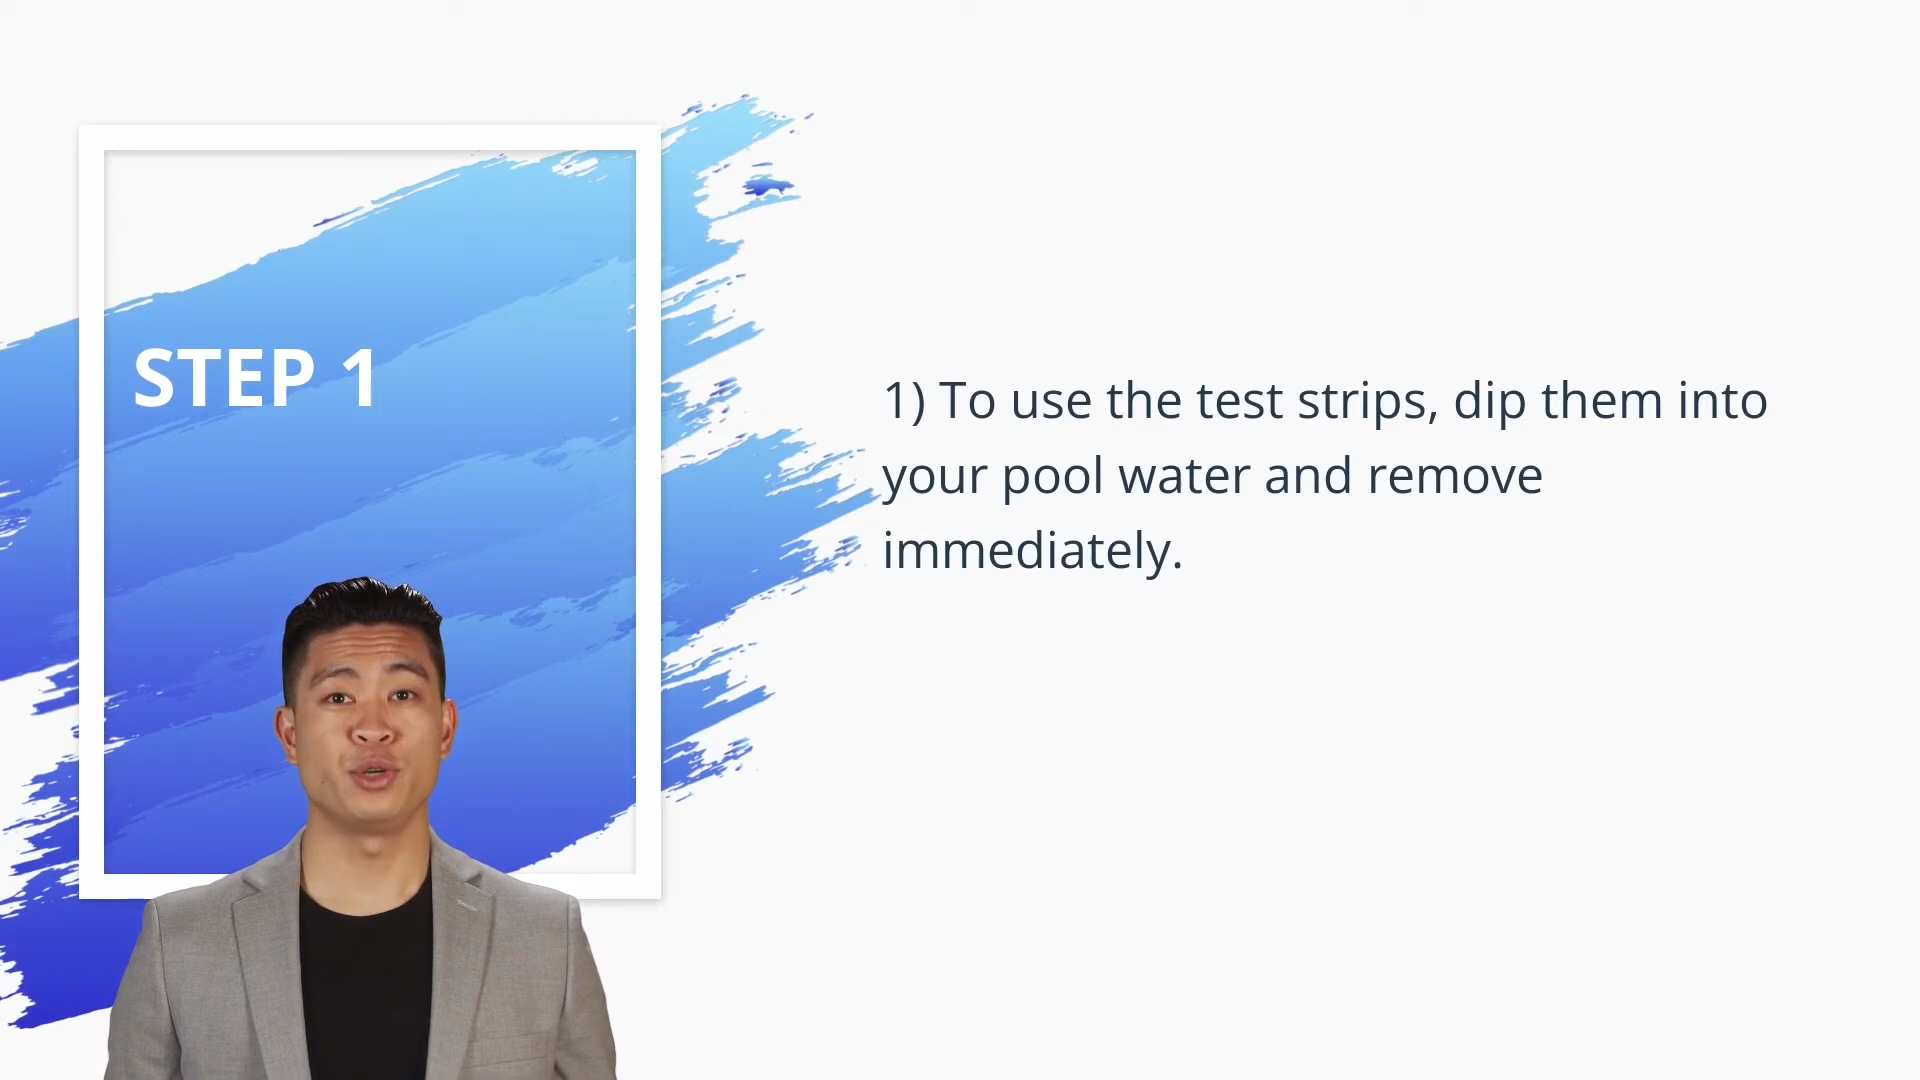 STEP 1
1) To use the test strips, dip them into
your pool water and remove
immediately.